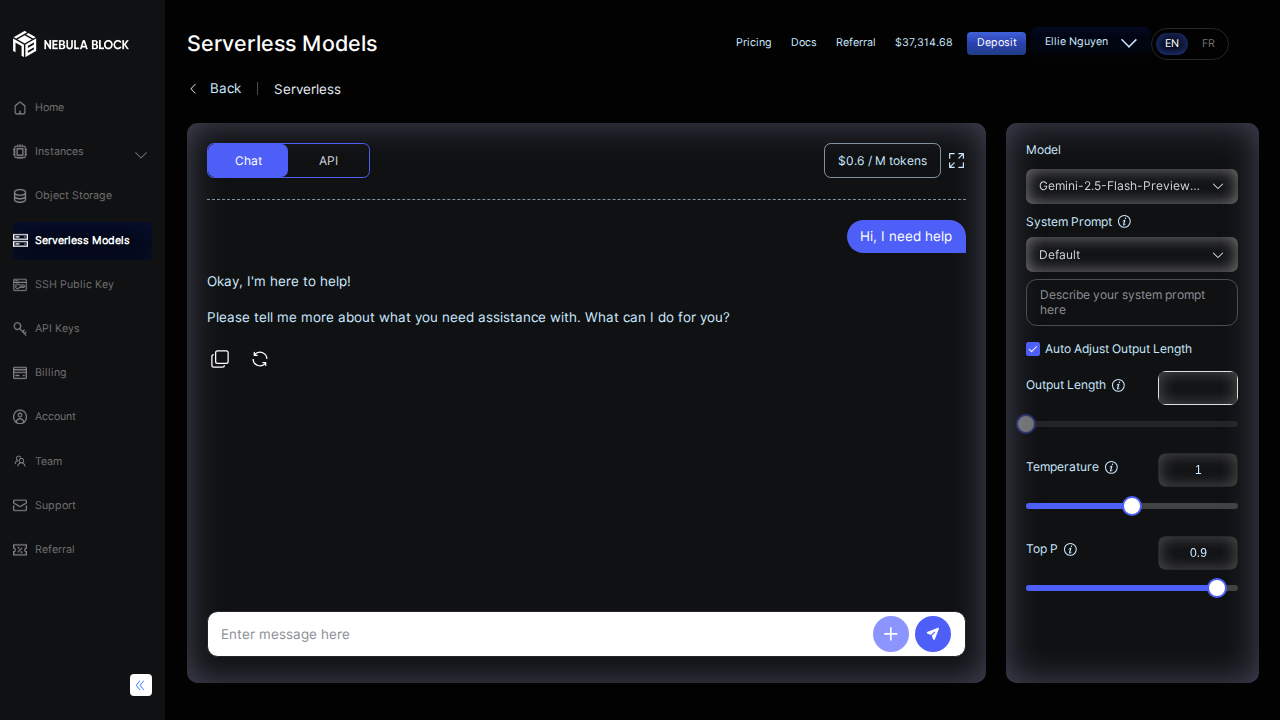 NEBULA BLOCK
Home
Instances
Object Storage
Serverless Models
SSH Public Key
API Keys
Billing
Account
Team
Support
Referral
Serverless Models
Pricing
Docs
Referral
$37,314.68
Deposit
Ellie Nguyen
EN
FR
Back
Serverless
Chat
API
$0.6 / M tokens
Hi, I need help
Okay, I'm here to help!
Please tell me more about what you need assistance with. What can I do for you?
Enter message here
Model
Gemini-2.5-Flash-Preview...
System Prompt
Default
Describe your system prompt
here
Auto Adjust Output Length
Output Length
Temperature
1
Top P
0.9